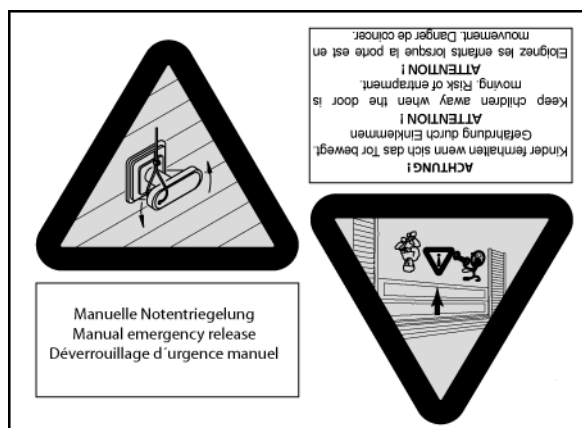 Manuelle Notentriegelung
Manual emergency release
Déverrouillage d´urgence manuel
ACHTUNG !
Kinder fernhalten wenn sich das Tor bewegt.
Gefährdung durch Einklemmen
ATTENTION !
Keep children away when the door is
moving. Risk of entrapment.
ATTENTION !
Eloignez les enfants lorsque la porte est en
mouvement. Danger de coincer.